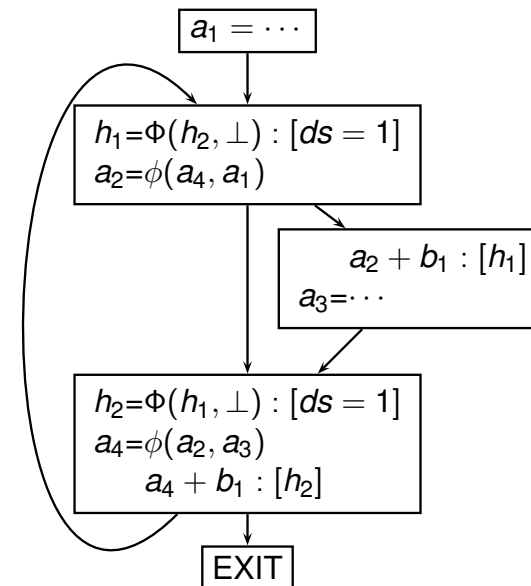 a₁ = ⋯
h₁=Φ(h₂, ⊥) : [ds = 1]
a₂=ϕ(a₄, a₁)
a₂ + b₁ : [h₁]
a₃=⋯
h₂=Φ(h₁, ⊥) : [ds = 1]
a₄=ϕ(a₂, a₃)
a₄ + b₁ : [h₂]
EXIT